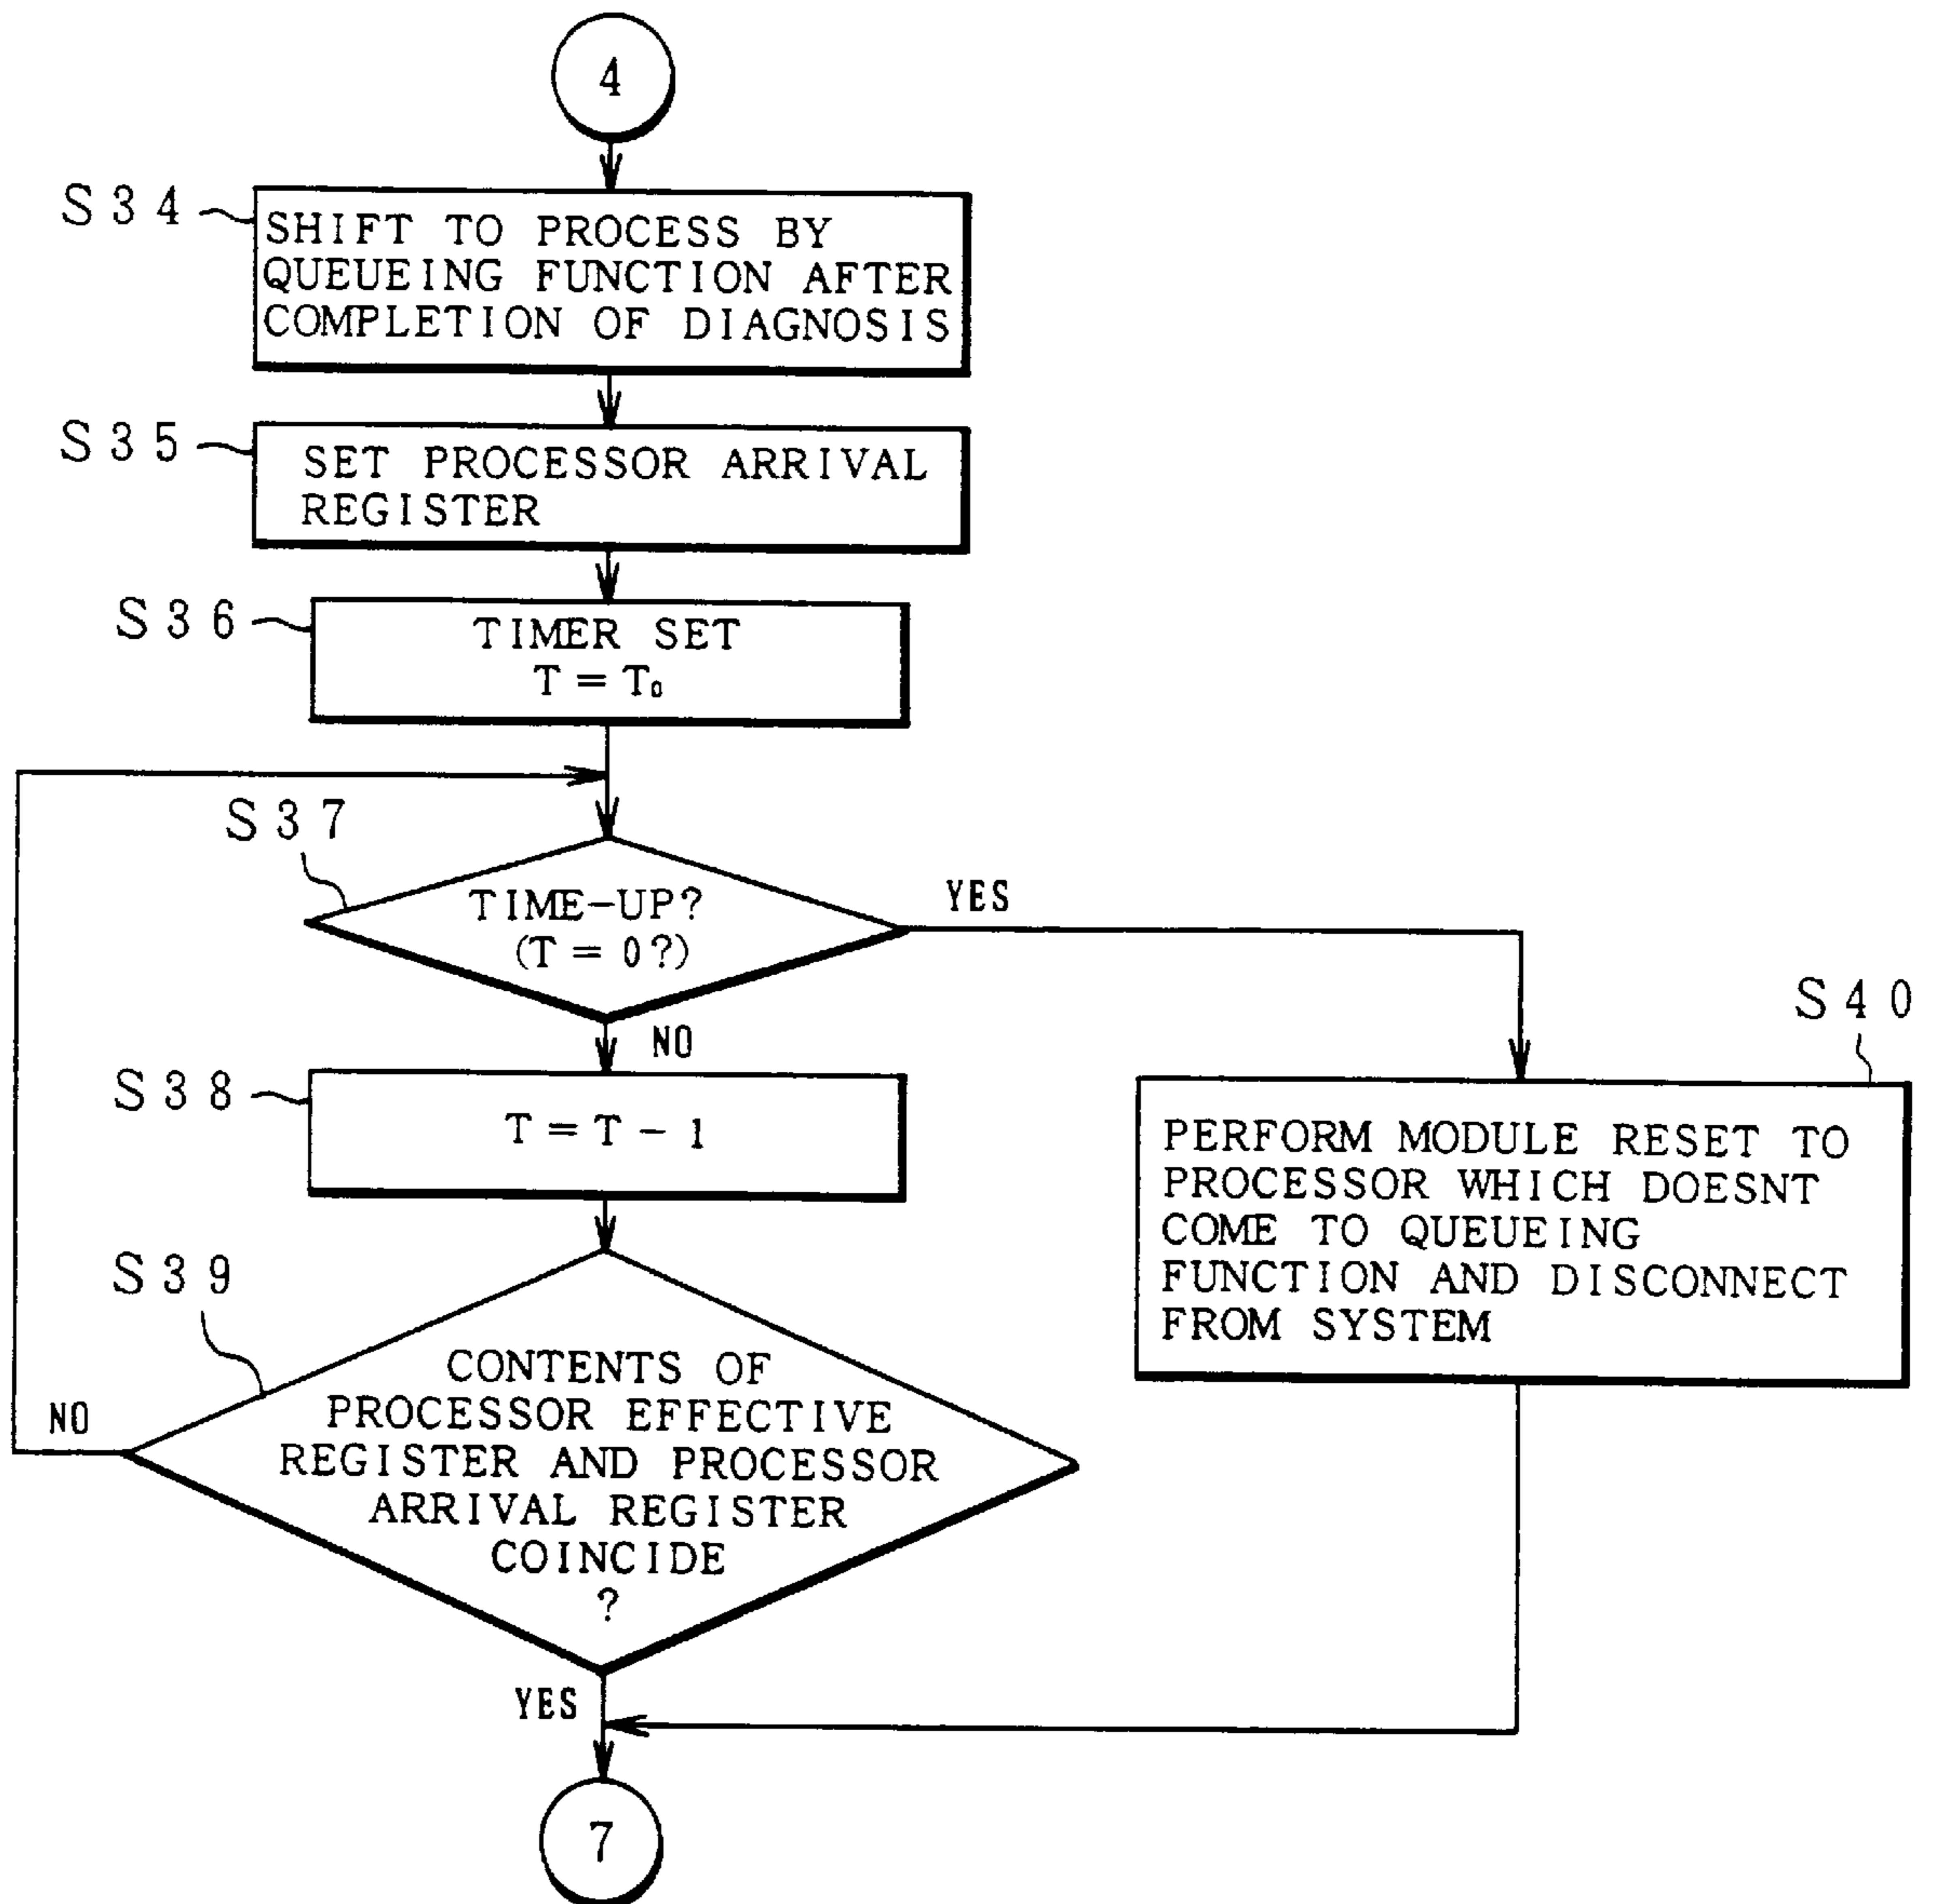 4
S34
SHIFT TO PROCESS BY
QUEUEING FUNCTION AFTER
COMPLETION OF DIAGNOSIS
S35
SET PROCESSOR ARRIVAL
REGISTER
S36
TIMER SET
T = T₀
S37
TIME-UP?
(T = 0?)
YES
NO
S38
T = T - 1
S40
PERFORM MODULE RESET TO
PROCESSOR WHICH DOESNT
COME TO QUEUEING
FUNCTION AND DISCONNECT
FROM SYSTEM
S39
CONTENTS OF
PROCESSOR EFFECTIVE
REGISTER AND PROCESSOR
ARRIVAL REGISTER
COINCIDE
?
NO
YES
7